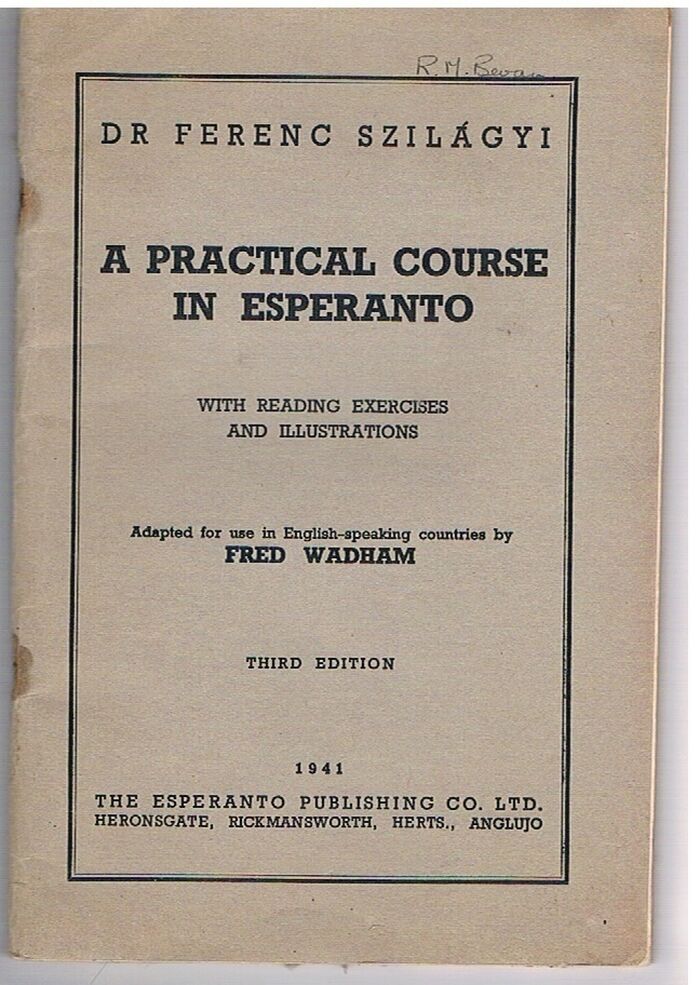 R. M. Bevan
DR FERENC SZILÁGYI
A PRACTICAL COURSE
IN ESPERANTO
WITH READING EXERCISES
AND ILLUSTRATIONS
Adapted for use in English-speaking countries by
FRED WADHAM
THIRD EDITION
1941
THE ESPERANTO PUBLISHING CO. LTD.
HERONSGATE, RICKMANSWORTH, HERTS., ANGLUJO